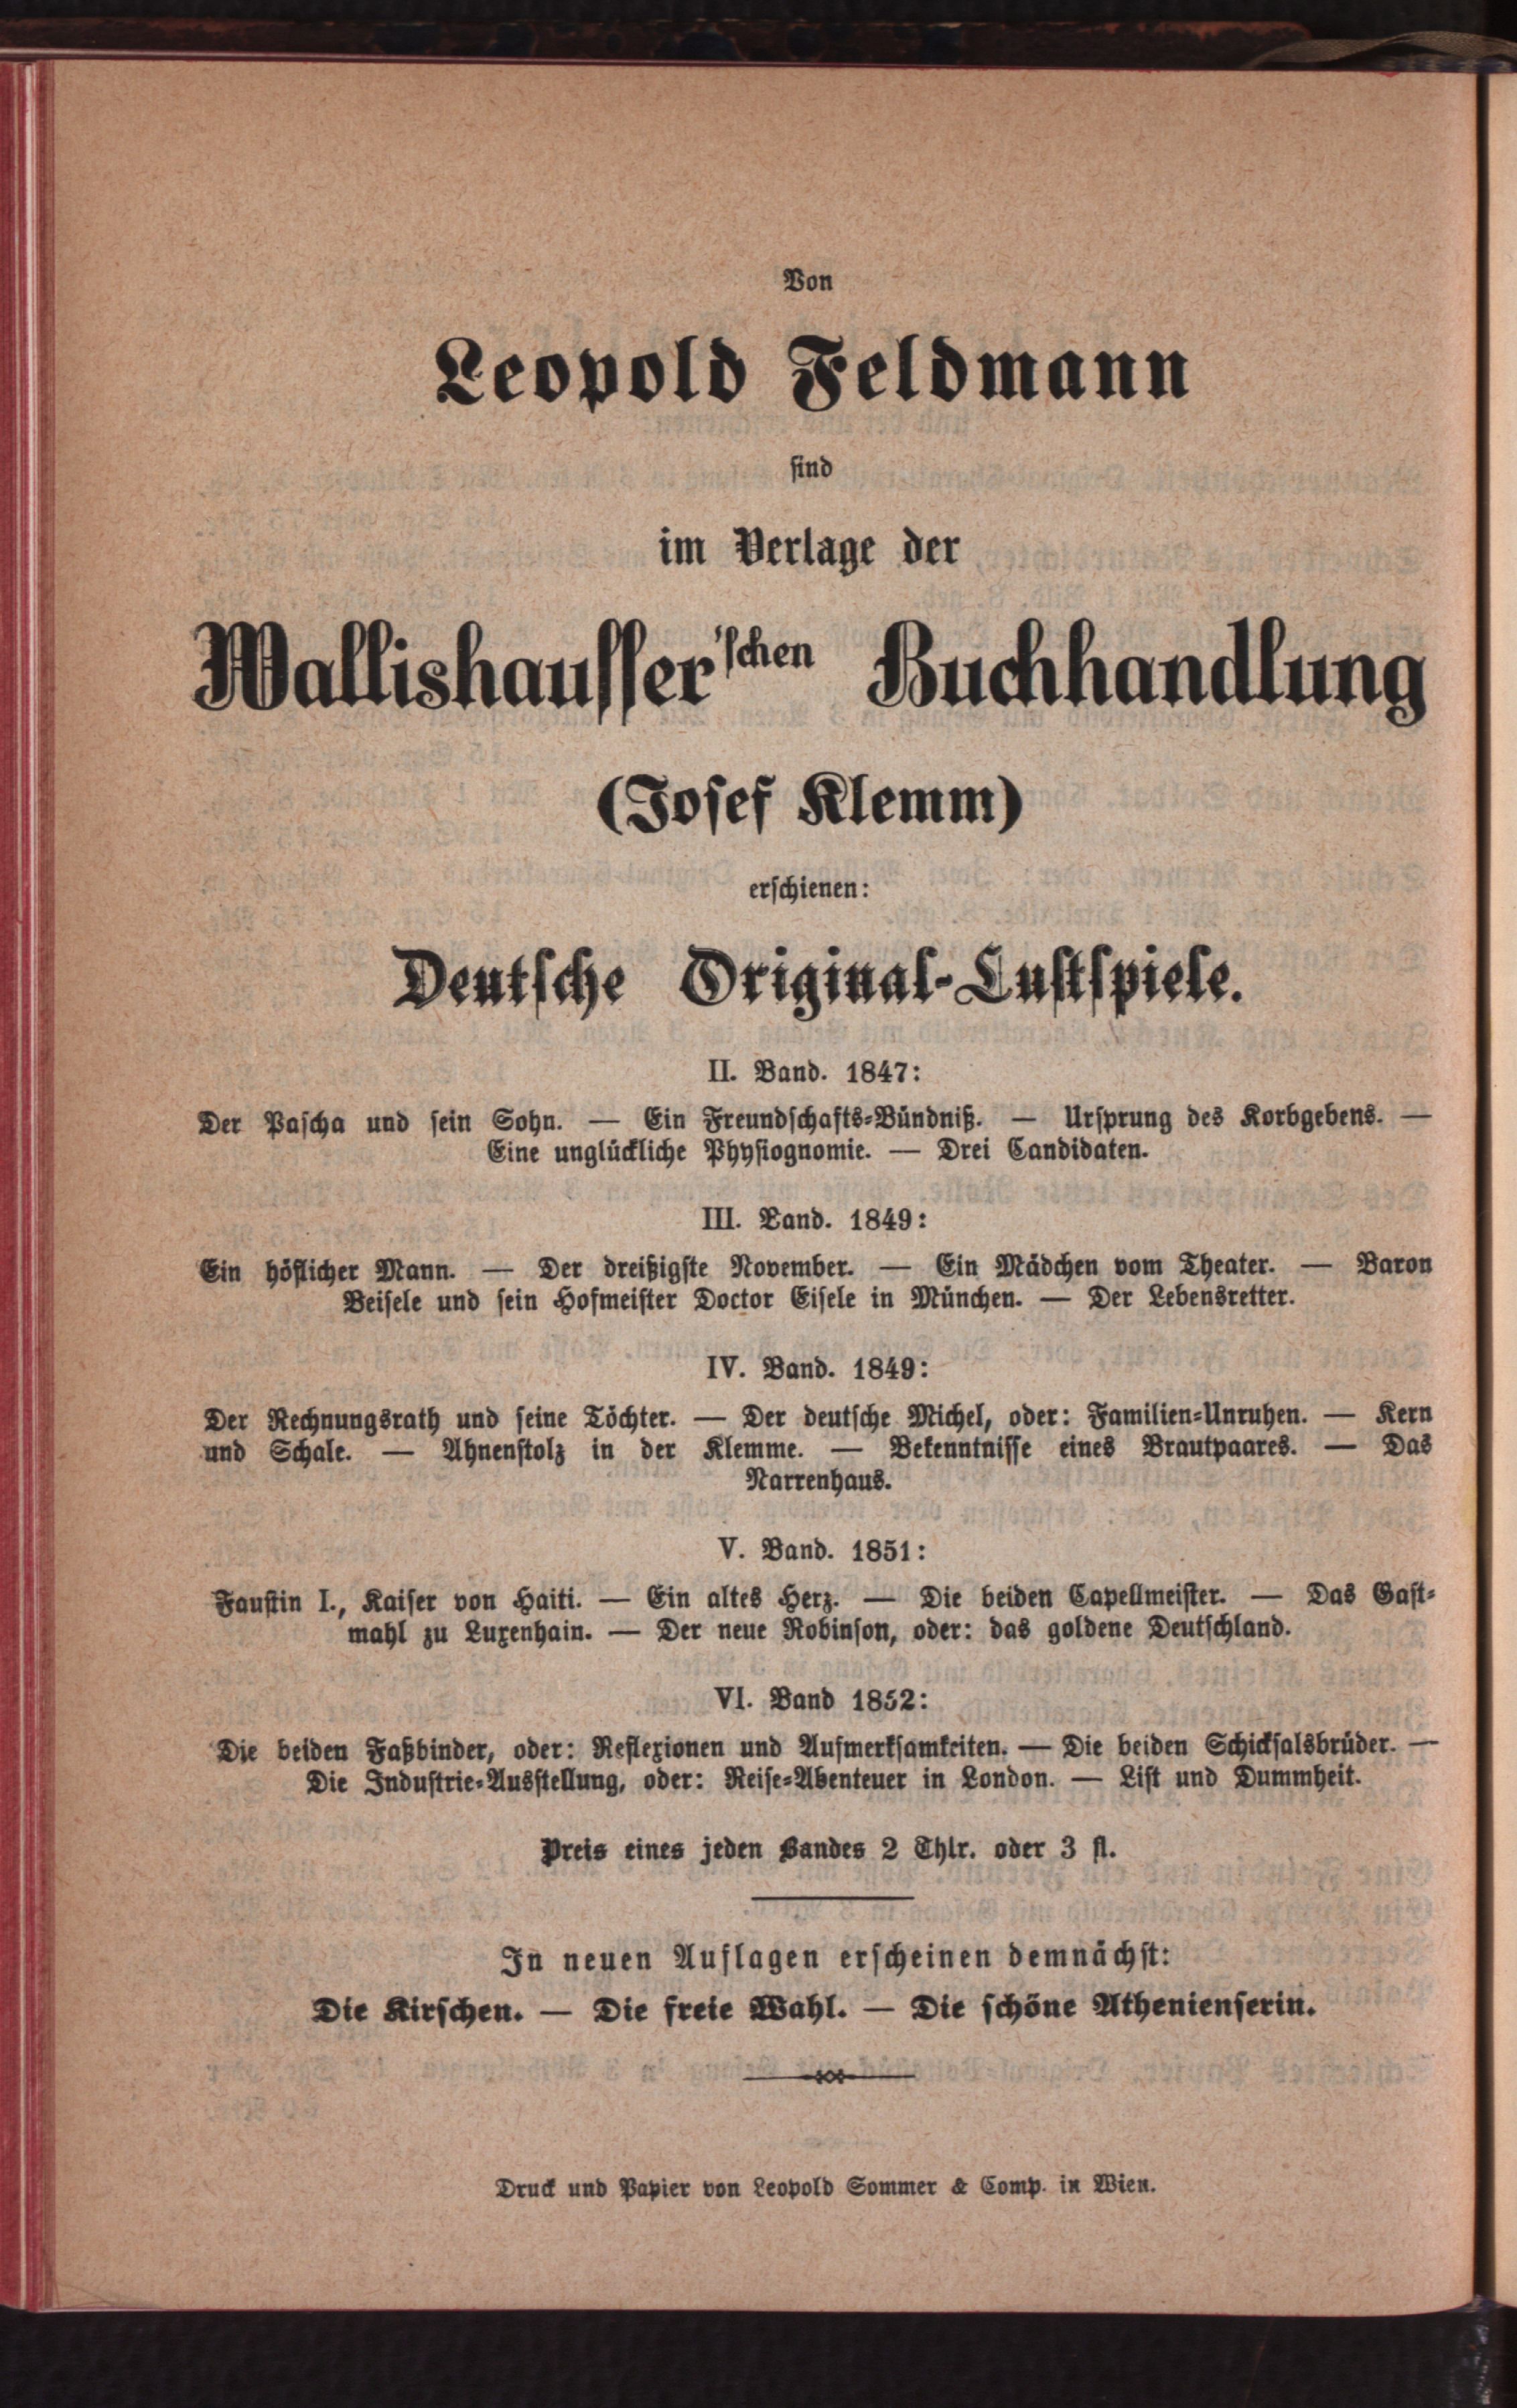 Von
Leopold Feldmann
sind
im Verlage der
Wallishausser'schen Buchhandlung
(Josef Klemm)
erschienen:
Deutsche Original-Lustspiele.
II. Band. 1847:
Der Pascha und sein Sohn. — Ein Freundschafts-Bündniß. — Ursprung des Korbgebens. —
Eine unglückliche Physiognomie. — Drei Candidaten.
III. Band. 1849:
Ein höflicher Mann. — Der dreißigste November. — Ein Mädchen vom Theater. — Baron
Beisele und sein Hofmeister Doctor Eisele in München. — Der Lebensretter.
IV. Band. 1849:
Der Rechnungsrath und seine Töchter. — Der deutsche Michel, oder: Familien-Unruhen. — Kern
und Schale. — Ahnenstolz in der Klemme. — Bekenntnisse eines Brautpaares. — Das
Narrenhaus.
V. Band. 1851:
Faustin I., Kaiser von Haiti. — Ein altes Herz. — Die beiden Capellmeister. — Das Gast-
mahl zu Luxenhain. — Der neue Robinson, oder: das goldene Deutschland.
VI. Band 1852:
Die beiden Faßbinder, oder: Reflexionen und Aufmerksamkeiten. — Die beiden Schicksalsbrüder. —
Die Industrie-Ausstellung, oder: Reise-Abenteuer in London. — List und Dummheit.
Preis eines jeden Bandes 2 Thlr. oder 3 fl.
In neuen Auflagen erscheinen demnächst:
Die Kirschen. — Die freie Wahl. — Die schöne Athenienserin.
Druck und Papier von Leopold Sommer & Comp. in Wien.